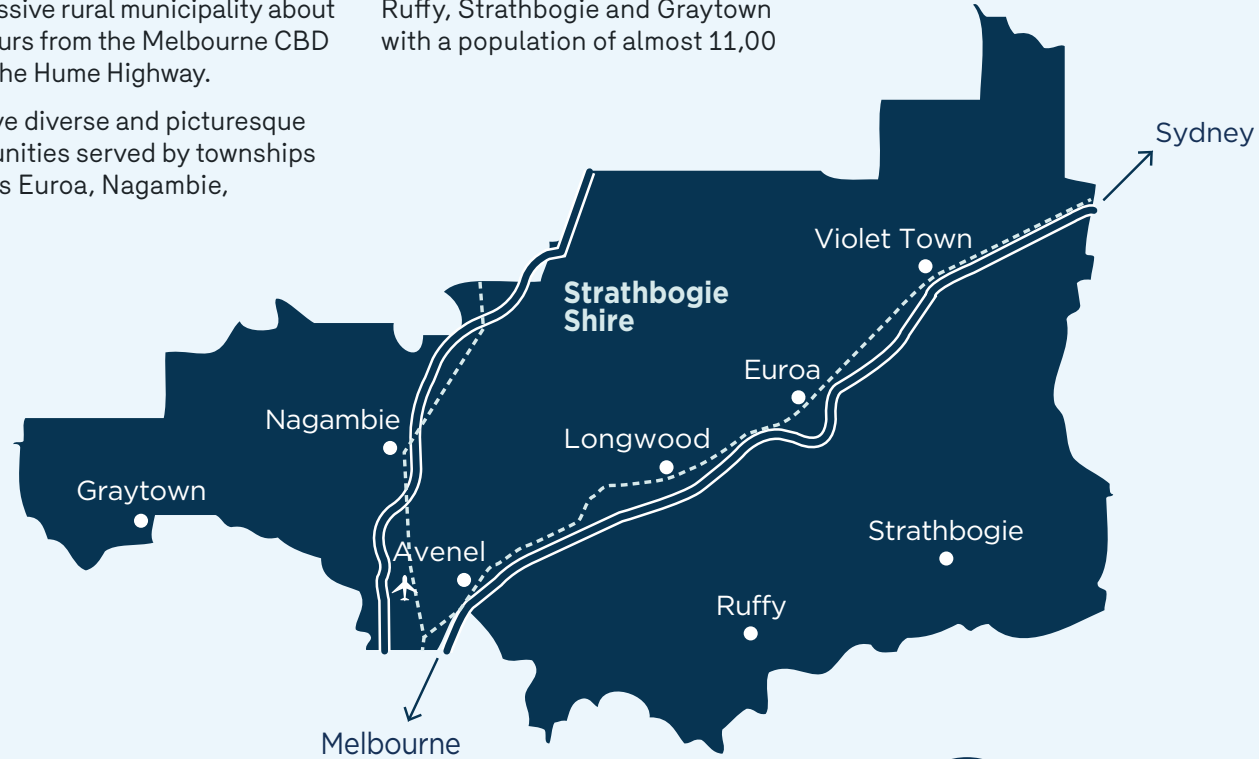 ssive rural municipality about
urs from the Melbourne CBD
he Hume Highway.
ve diverse and picturesque
unities served by townships
s Euroa, Nagambie,
Ruffy, Strathbogie and Graytown
with a population of almost 11,00
Sydney
Violet Town
Strathbogie
Shire
Euroa
Nagambie
Longwood
Graytown
Strathbogie
Avenel
Ruffy
Melbourne